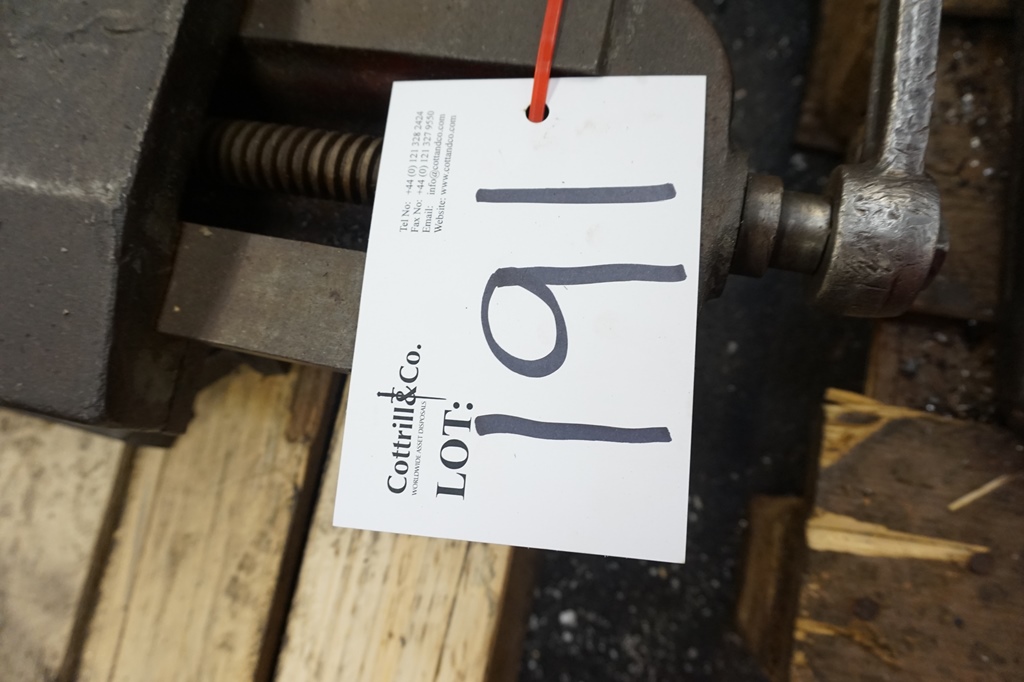 Cottrill&Co.
WORLDWIDE ASSET DISPOSALS
Tel No: +44 (0) 121 328 2424
Fax No: +44 (0) 121 327 9550
Email: info@cottandco.com
Website: www.cottandco.com
LOT:
191